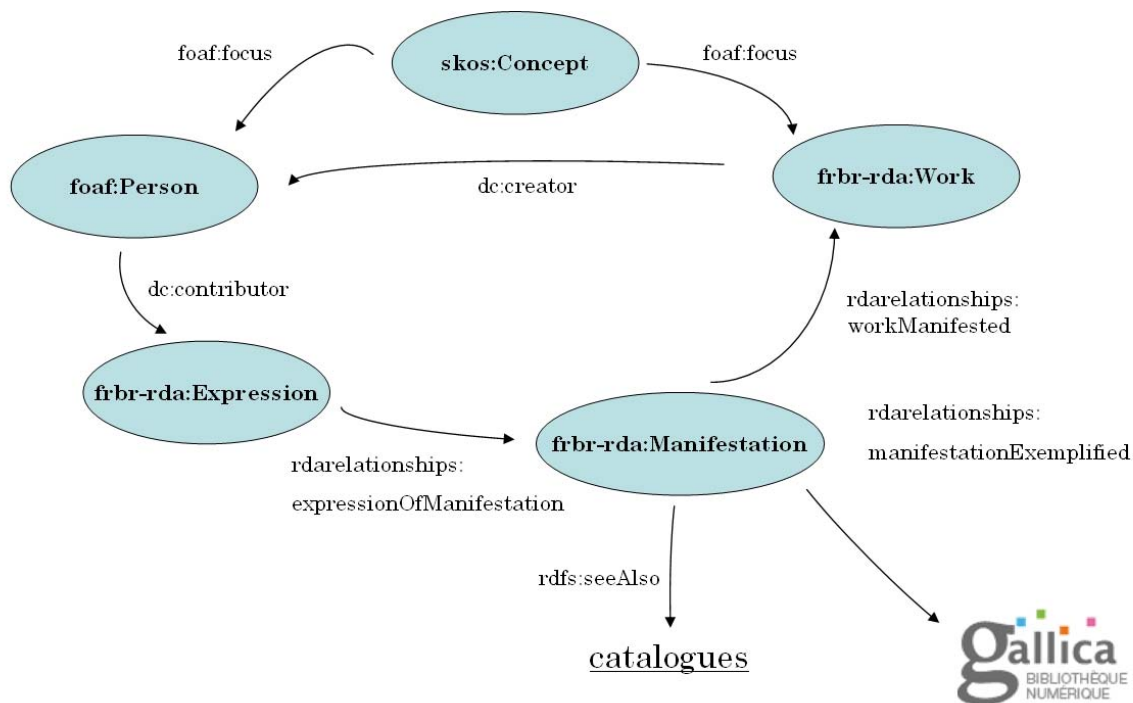 foaf:focus
skos:Concept
foaf:focus
foaf:Person
dc:creator
frbr-rda:Work
dc:contributor
rdarelationships:
workManifested
frbr-rda:Expression
frbr-rda:Manifestation
rdarelationships:
manifestationExemplified
rdarelationships:
expressionOfManifestation
rdfs:seeAlso
catalogues
gallica
BIBLIOTHÈQUE
NUMÉRIQUE